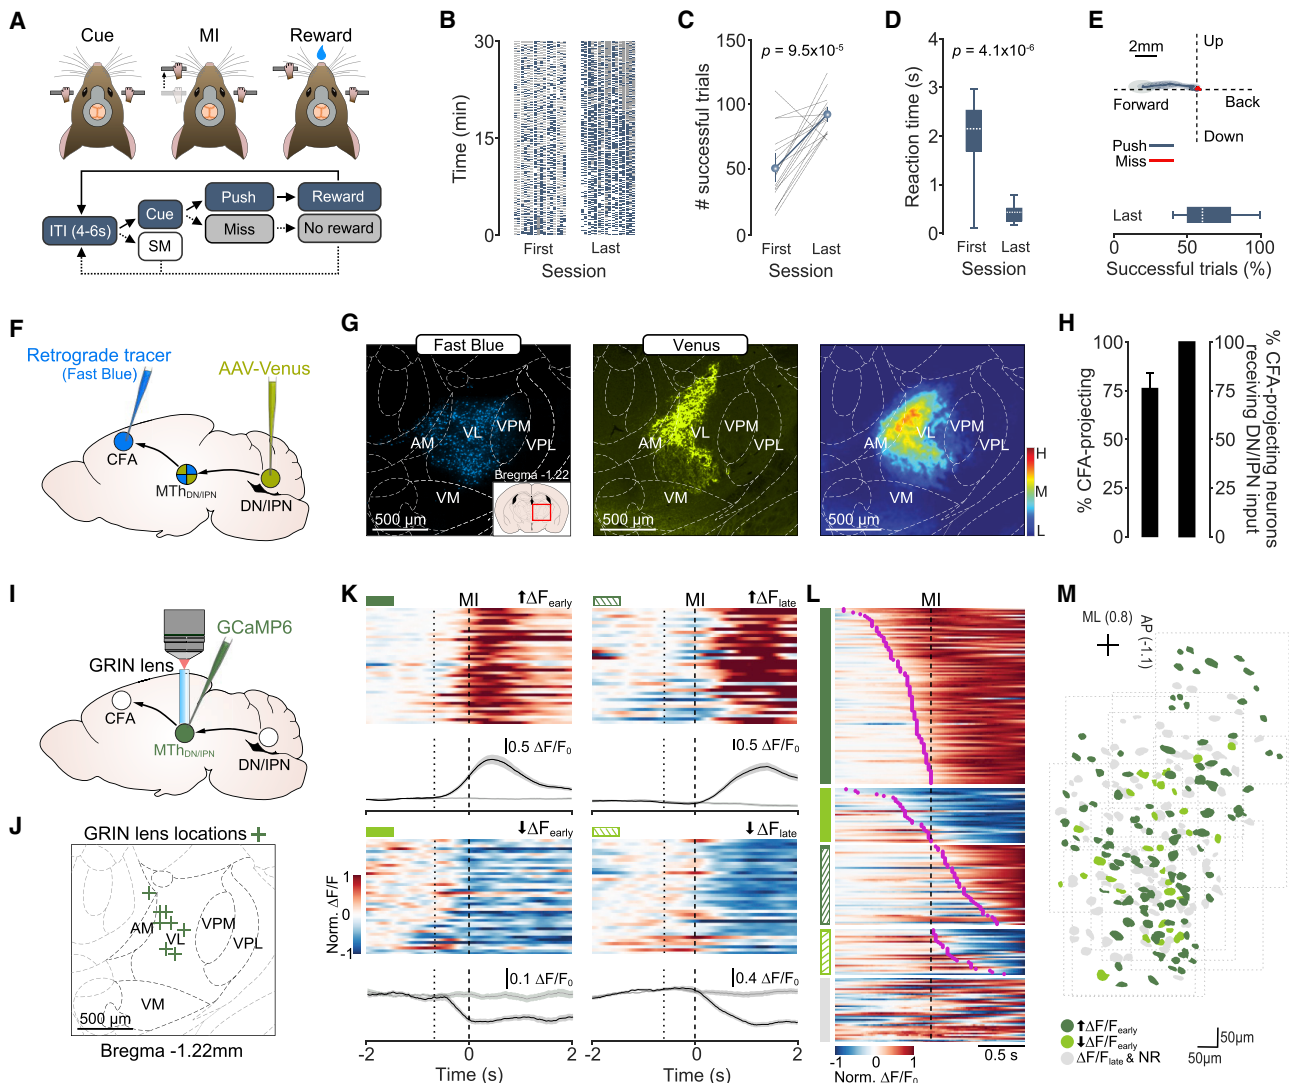 A
Cue
MI
Reward
ITI (4-6s)
Cue
SM
Push
Miss
Reward
No reward
B
Time (min)
30
15
0
First
Last
Session
C
# successful trials
150
100
50
0
p = 9.5x10-5
First
Last
Session
D
Reaction time (s)
4
3
2
1
0
p = 4.1x10-6
First
Last
Session
E
2mm
Up
Forward
Back
Down
Push
Miss
Last
0
50
100
Successful trials (%)
F
Retrograde tracer
(Fast Blue)
AAV-Venus
CFA
MThDN/IPN
DN/IPN
G
Fast Blue
AM
VL
VPM
VPL
VM
Bregma -1.22
500 µm
Venus
AM
VL
VPM
VPL
VM
500 µm
AM
VL
VPM
VPL
VM
500 µm
H
M
L
H
% CFA-projecting
100
75
50
25
0
100
75
50
25
0
% CFA-projecting neurons
receiving DN/IPN input
I
GCaMP6
GRIN lens
CFA
MThDN/IPN
DN/IPN
J
GRIN lens locations
AM
VL
VPM
VPL
VM
500 µm
Bregma -1.22mm
K
MI
⬆ΔFearly
0.5 ΔF/F0
MI
⬆ΔFlate
0.5 ΔF/F0
⬇ΔFearly
Norm. ΔF/F
1
0
-1
0.1 ΔF/F0
⬇ΔFlate
0.4 ΔF/F0
-2
0
2
Time (s)
-2
0
2
Time (s)
L
MI
-1
0
1
Norm. ΔF/F0
0.5 s
M
ML (0.8)
AP (-1.1)
⬆ΔF/Fearly
⬇ΔF/Fearly
ΔF/Flate & NR
50µm
50µm